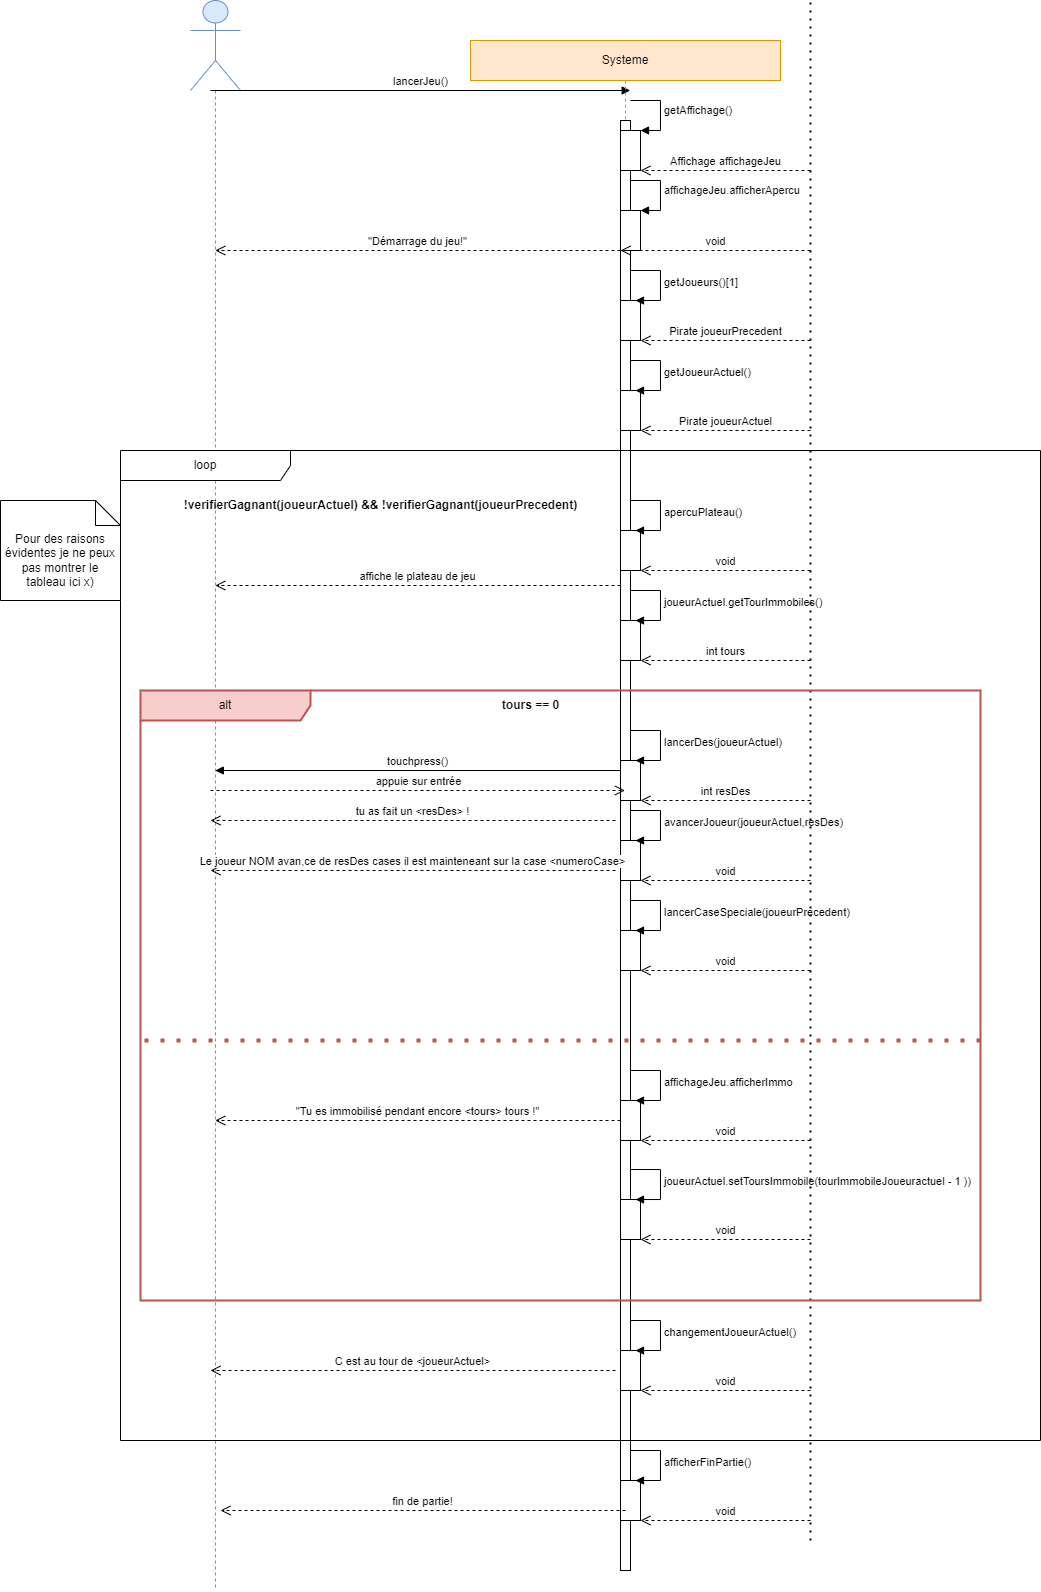 Systeme
lancerJeu()
getAffichage()
Affichage affichageJeu
affichageJeu.afficherApercu
"Démarrage du jeu!"
void
getJoueurs()[1]
Pirate joueurPrecedent
getJoueurActuel()
Pirate joueurActuel
loop
!verifierGagnant(joueurActuel) && !verifierGagnant(joueurPrecedent)
Pour des raisons
évidentes je ne peux
pas montrer le
tableau ici x)
apercuPlateau()
void
affiche le plateau de jeu
joueurActuel.getTourImmobiles()
int tours
alt
tours == 0
lancerDes(joueurActuel)
touchpress()
appuie sur entrée
int resDes
tu as fait un <resDes> !
avancerJoueur(joueurActuel,resDes)
Le joueur NOM avan,ce de resDes cases il est mainteneant sur la case <numeroCase>
void
lancerCaseSpeciale(joueurPrecedent)
void
affichageJeu.afficherImmo
"Tu es immobilisé pendant encore <tours> tours !"
void
joueurActuel.setToursImmobile(tourImmobileJoueuractuel - 1 ))
void
changementJoueurActuel()
C est au tour de <joueurActuel>
void
afficherFinPartie()
fin de partie!
void